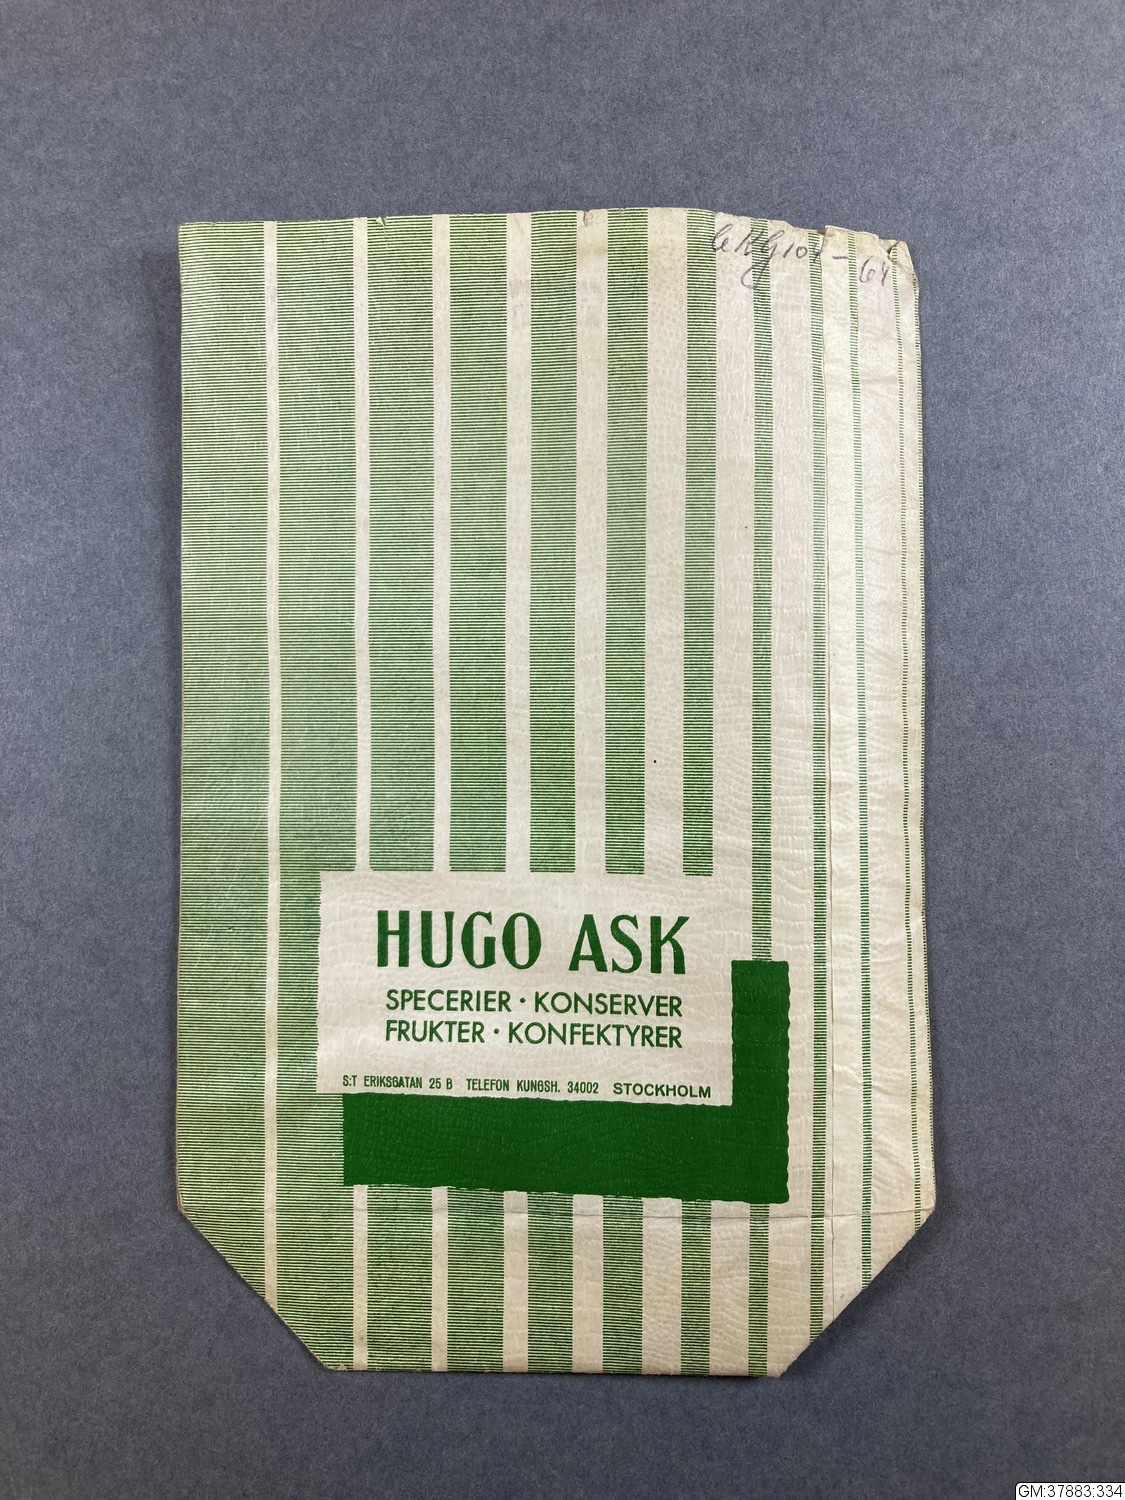 HUGO ASK
SPECERIER · KONSERVER
FRUKTER · KONFEKTYRER
S:T ERIKSGATAN 25 B TELEFON KUNGSH. 34002 STOCKHOLM
GM:37883:334